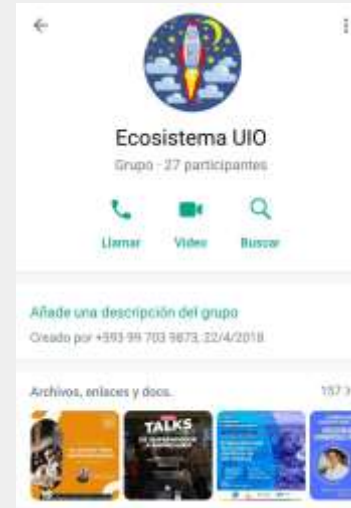 Ecosistema UIO
Grupo · 27 participantes
Llamar Video Buscar
Añade una descripción del grupo
Creado por +593 99 703 9873, 22/4/2018
Archivos, enlaces y docs. 157 >
TALKS